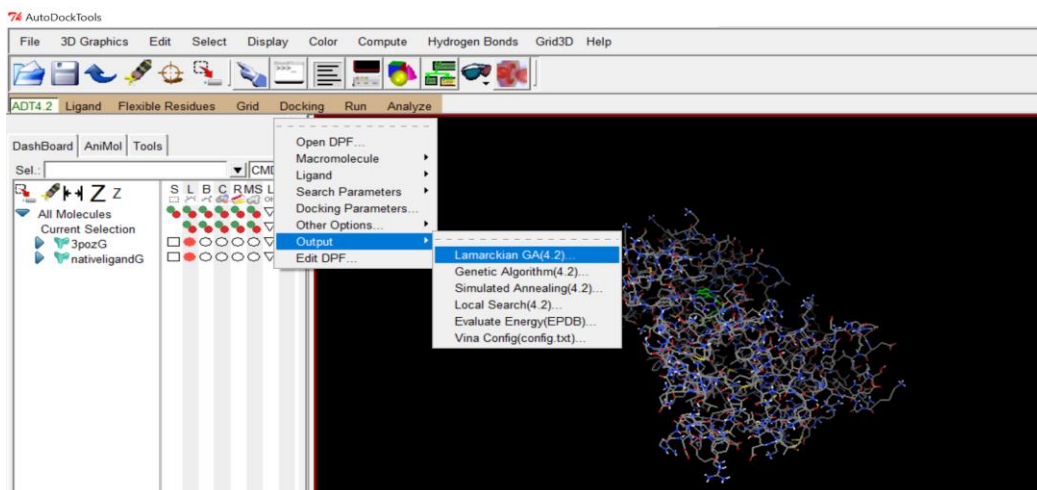 AutoDockTools
File 3D Graphics Edit Select Display Color Compute Hydrogen Bonds Grid3D Help
ADT4.2 Ligand Flexible Residues Grid Docking Run Analyze
DashBoard AniMol Tools
Sel.: CMD
S L B C R MS L
All Molecules
Current Selection
3pozG
nativeligandG
Open DPF...
Macromolecule
Ligand
Search Parameters
Docking Parameters...
Other Options...
Output
Edit DPF...
Lamarckian GA(4.2)...
Genetic Algorithm(4.2)...
Simulated Annealing(4.2)...
Local Search(4.2)...
Evaluate Energy(EPDB)...
Vina Config(config.txt)...